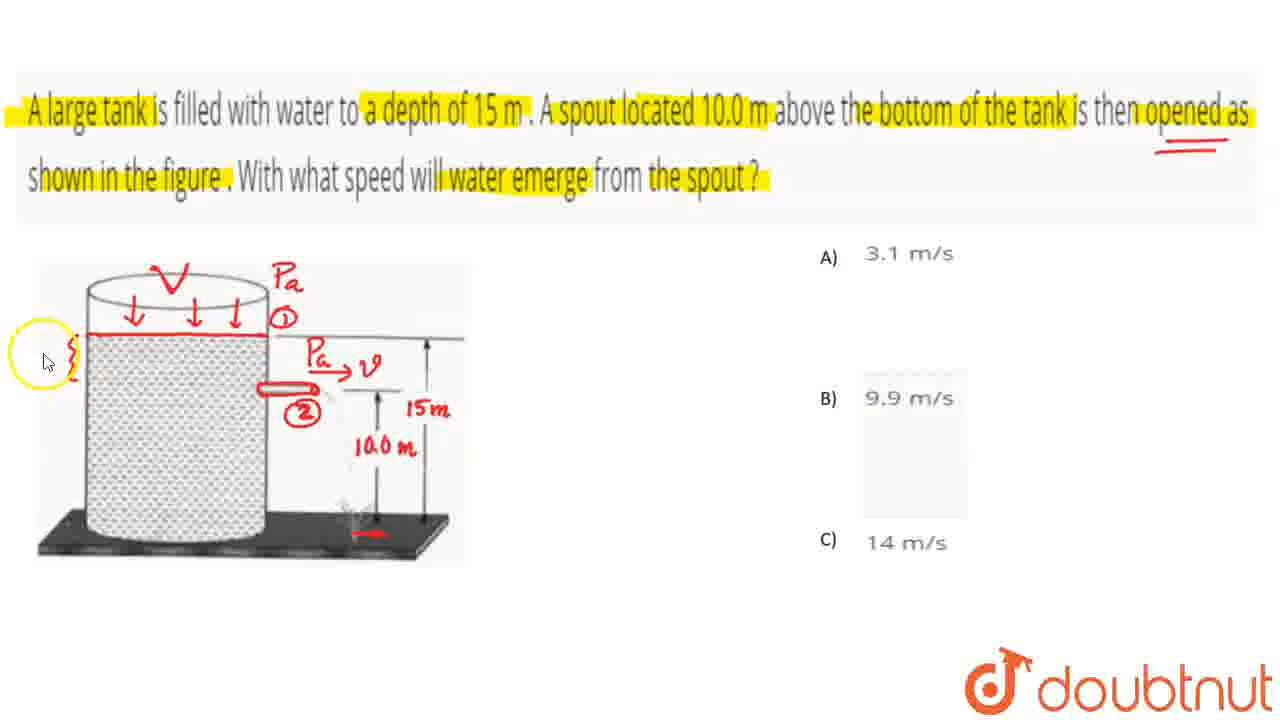 A large tank is filled with water to a depth of 15 m . A spout located 10.0 m above the bottom of the tank is then opened as
shown in the figure . With what speed will water emerge from the spout ?
A) 3.1 m/s
V Pa
①
Pa v
②
15m
10.0 m
B) 9.9 m/s
C) 14 m/s
doubtnut